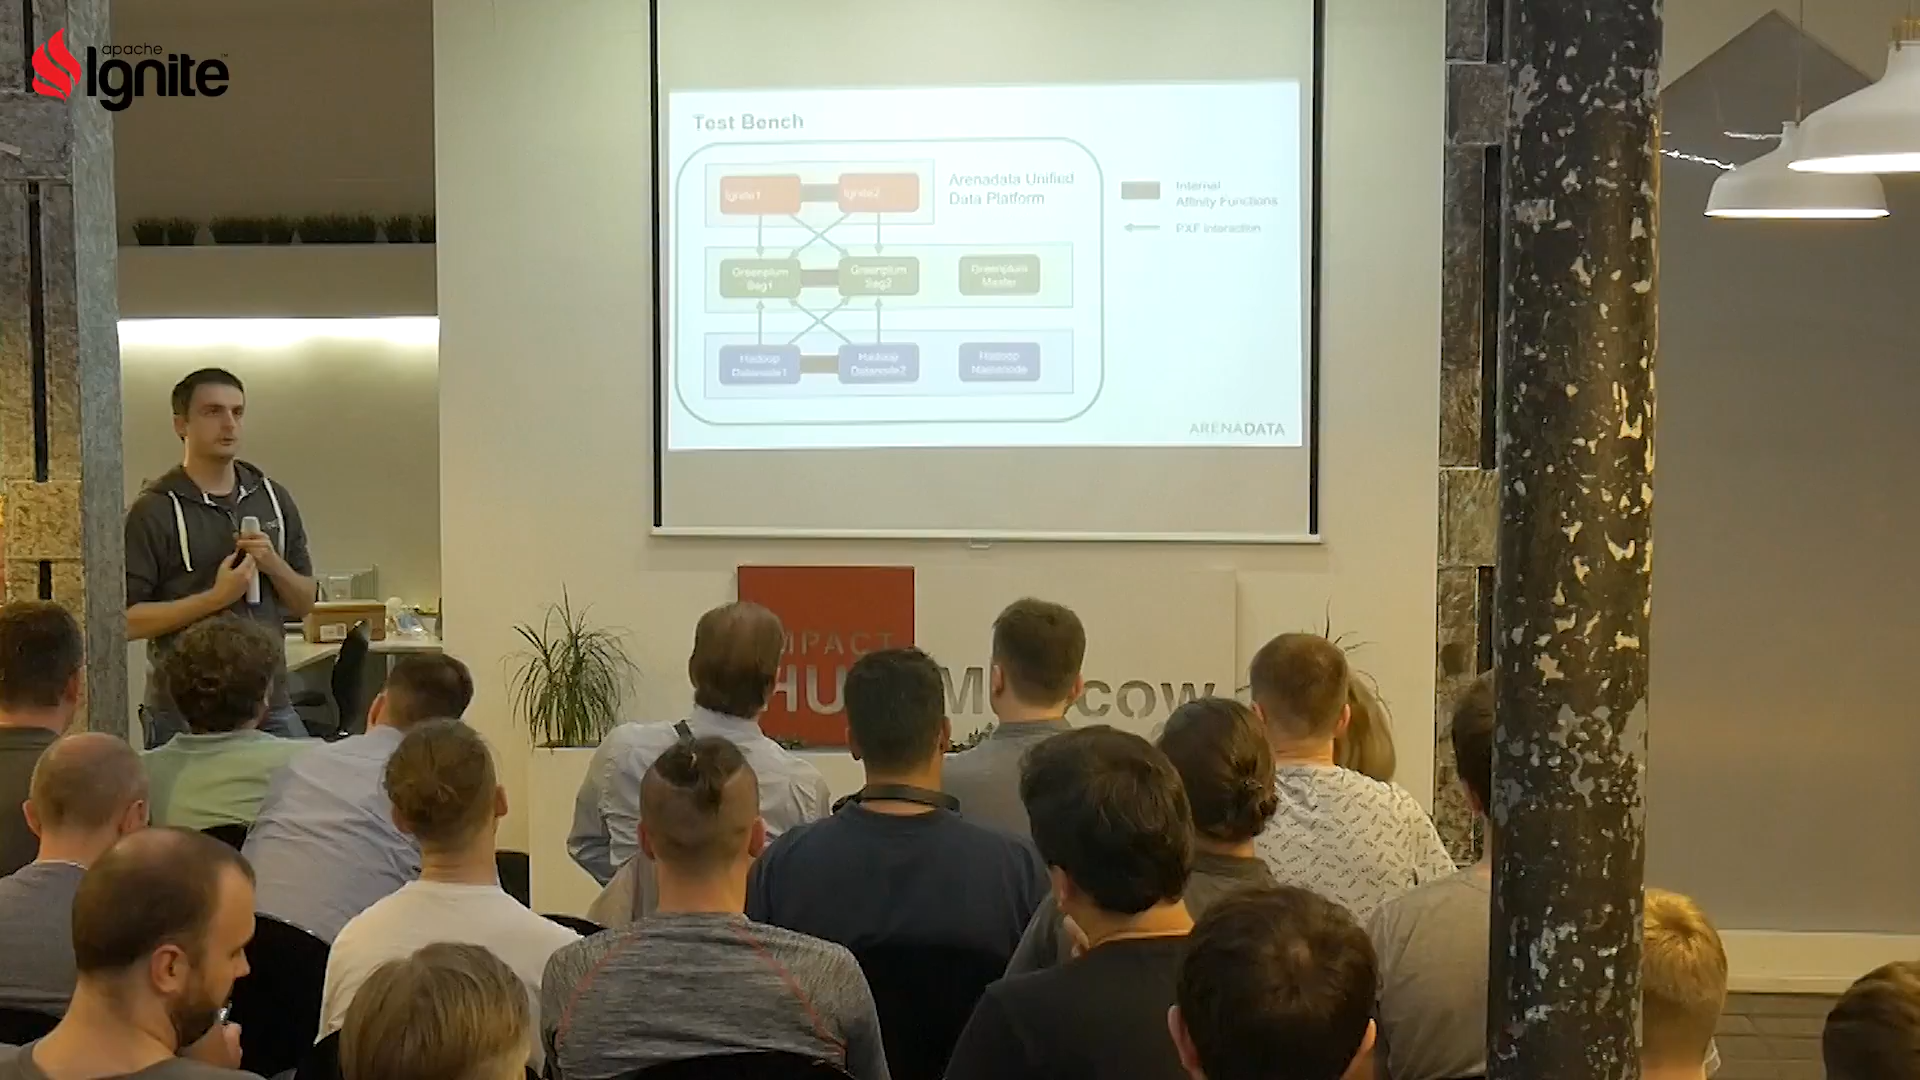 apache
Ignite
Test Bench
Ignite1
Ignite2
Arenadata Unified
Data Platform
Internal
Affinity Functions
PXF interaction
Greenplum
Seg1
Greenplum
Seg2
Greenplum
Master
Hadoop
Datanode1
Hadoop
Datanode2
Hadoop
Namenode
ARENADATA
IMPACT
HU
M cow